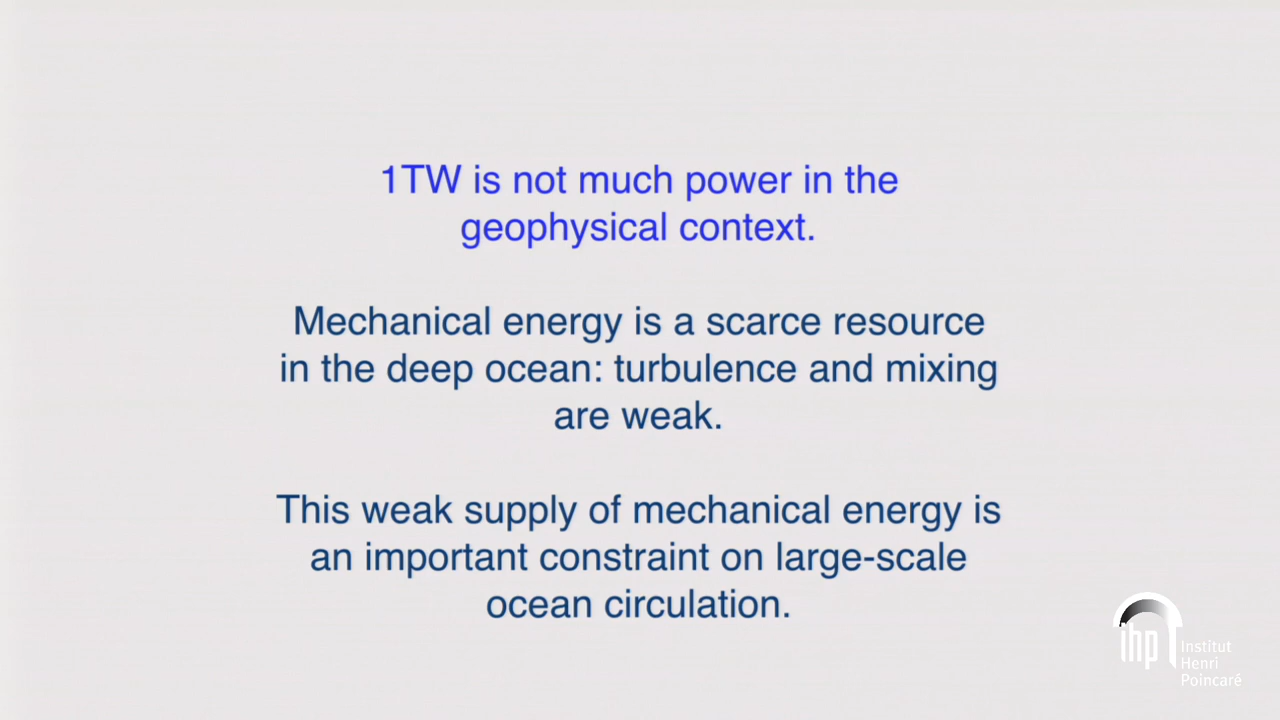 1TW is not much power in the
geophysical context.
Mechanical energy is a scarce resource
in the deep ocean: turbulence and mixing
are weak.
This weak supply of mechanical energy is
an important constraint on large-scale
ocean circulation.
ihp
Institut
Henri
Poincaré